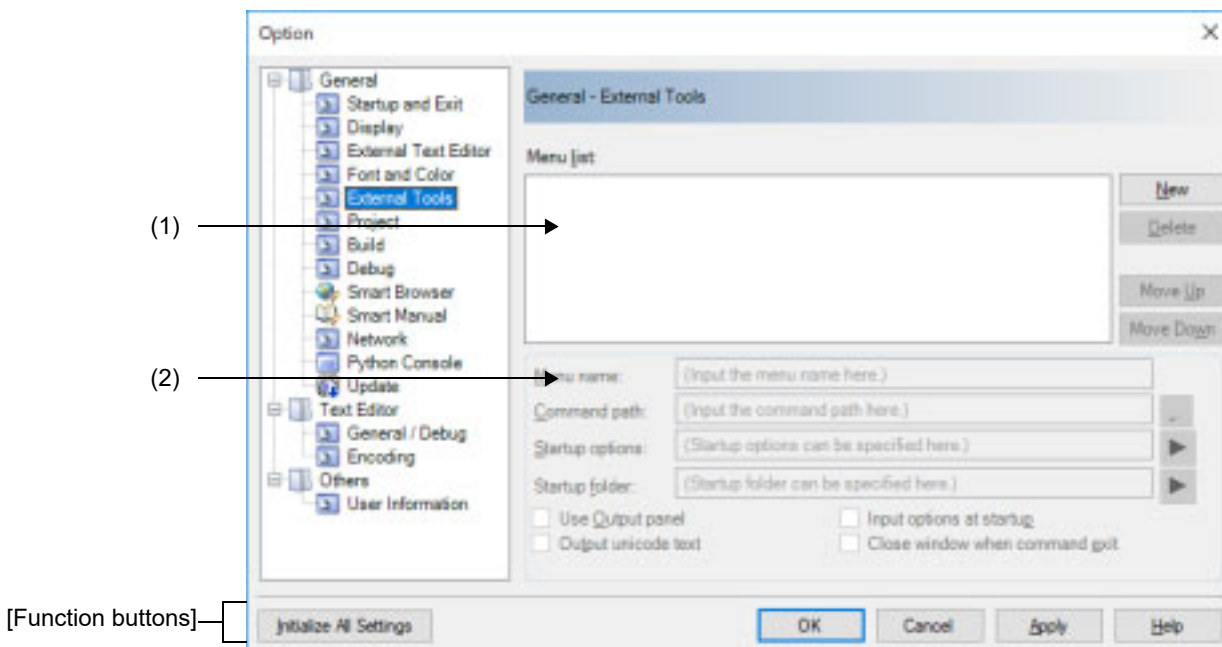 Option
General
Startup and Exit
Display
External Text Editor
Font and Color
External Tools
Project
Build
Debug
Smart Browser
Smart Manual
Network
Python Console
Update
Text Editor
General / Debug
Encoding
Others
User Information
General - External Tools
Menu list
New
Delete
Move Up
Move Down
(1)
(2)
Menu name: (Input the menu name here.)
Command path: (Input the command path here.) ...
Startup options: (Startup options can be specified here.)
Startup folder: (Startup folder can be specified here.)
Use Output panel Input options at startup
Output unicode text Close window when command exit
[Function buttons]
Initialize All Settings OK Cancel Apply Help